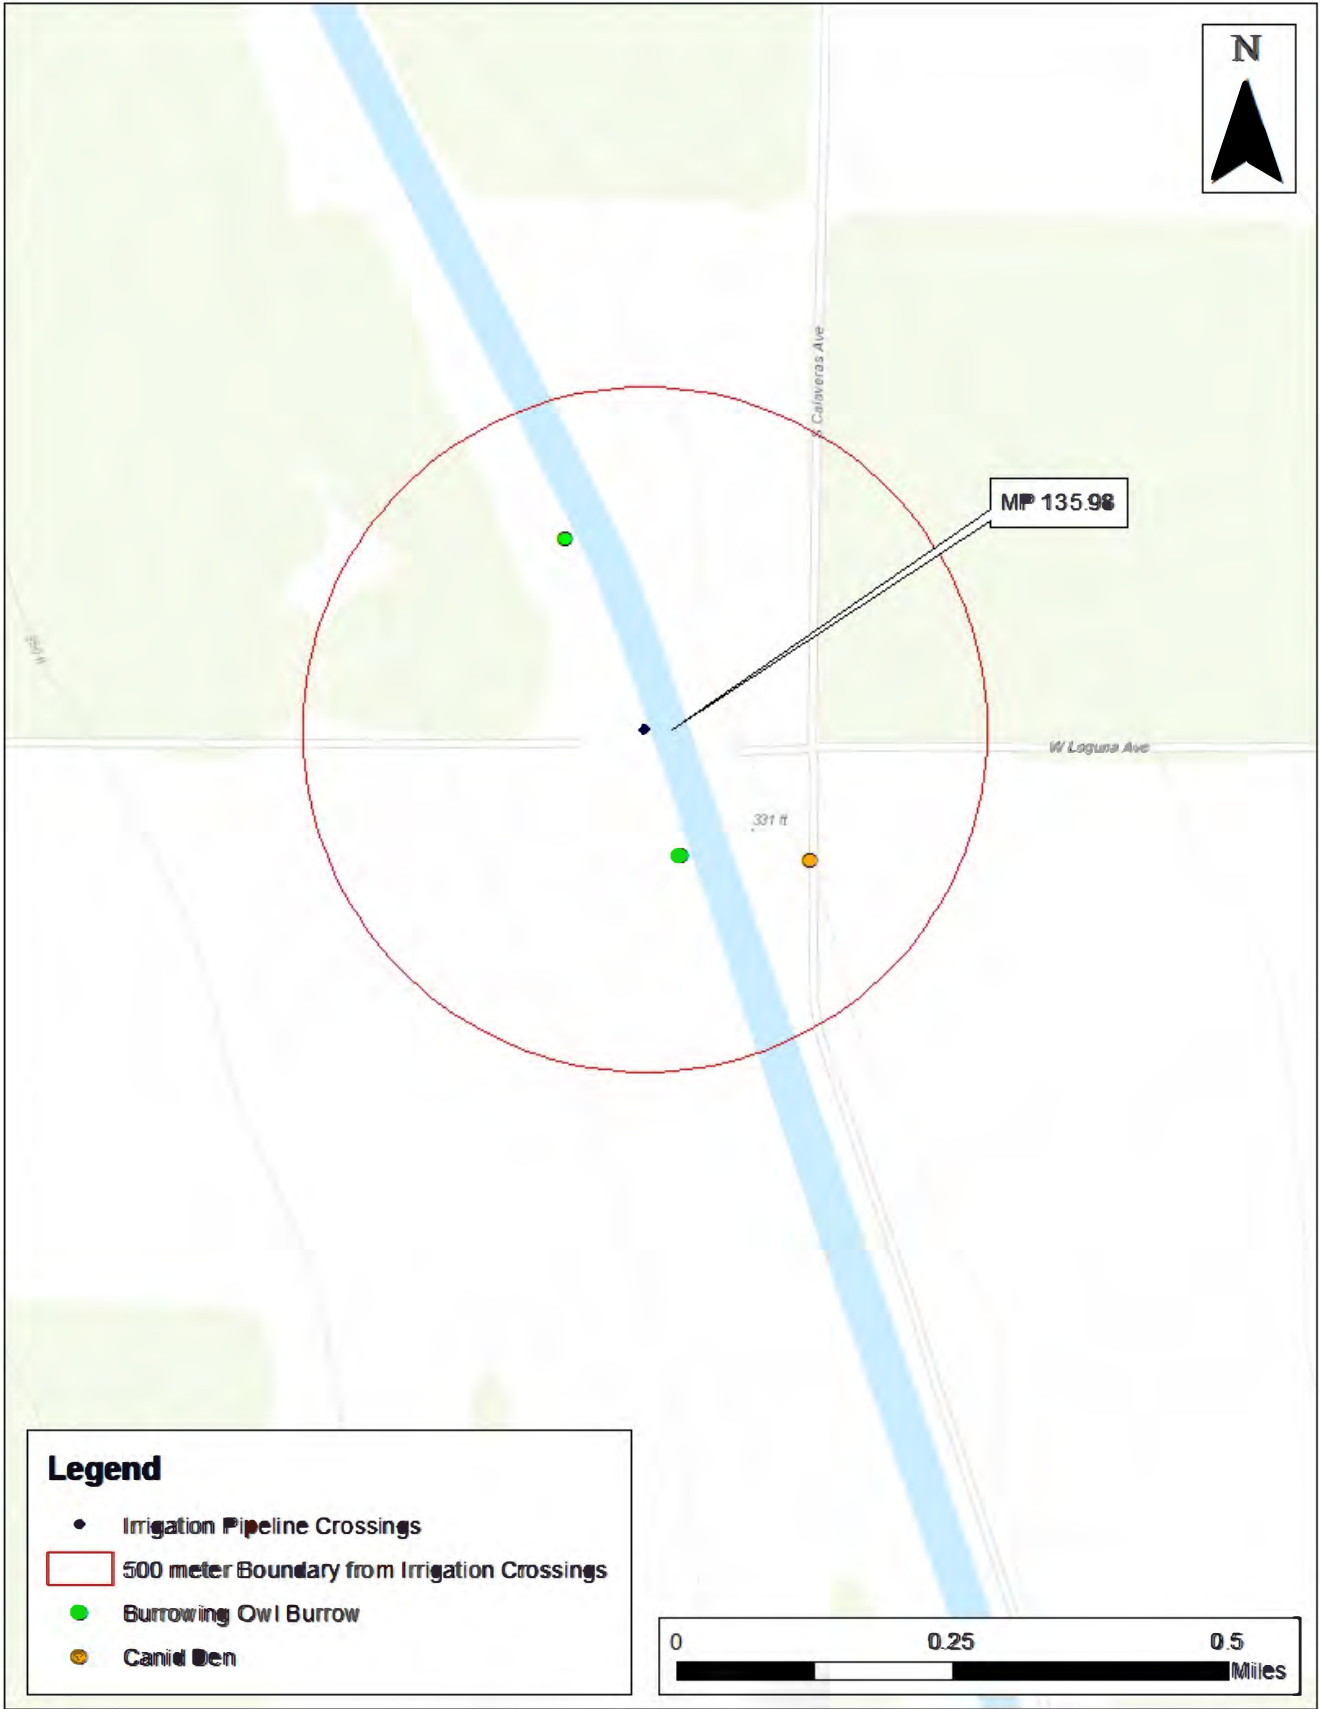 N
S Calaveras Ave
MP 135.98
W Loguna Ave
331 ft
Legend
Irrigation Pipeline Crossings
500 meter Boundary from Irrigation Crossings
Burrowing Owl Burrow
Canid Den
0 0.25 0.5
Miles